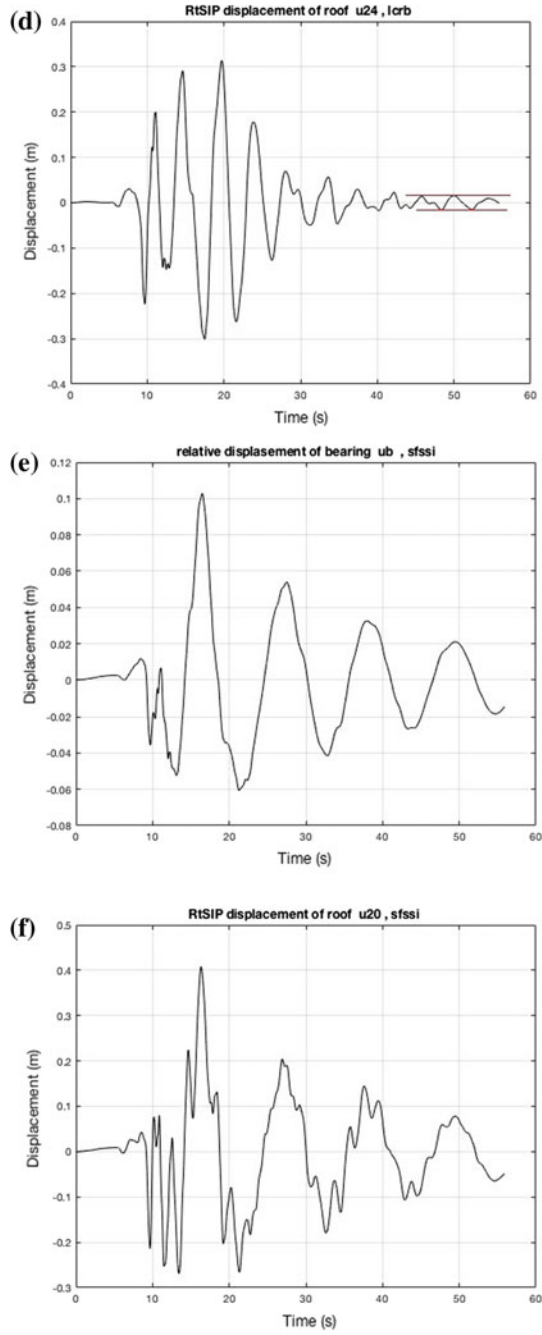 (d)
RtSIP displacement of roof u24 , lcrb
0.4
0.3
0.2
0.1
0
-0.1
-0.2
-0.3
-0.4
Displacement (m)
0 10 20 30 40 50 60
Time (s)
(e)
relative displasement of bearing ub , sfssi
0.12
0.1
0.08
0.06
0.04
0.02
0
-0.02
-0.04
-0.06
-0.08
Displacement (m)
0 10 20 30 40 50 60
Time (s)
(f)
RtSIP displacement of roof u20 , sfssi
0.5
0.4
0.3
0.2
0.1
0
-0.1
-0.2
-0.3
Displacement (m)
0 10 20 30 40 50 60
Time (s)